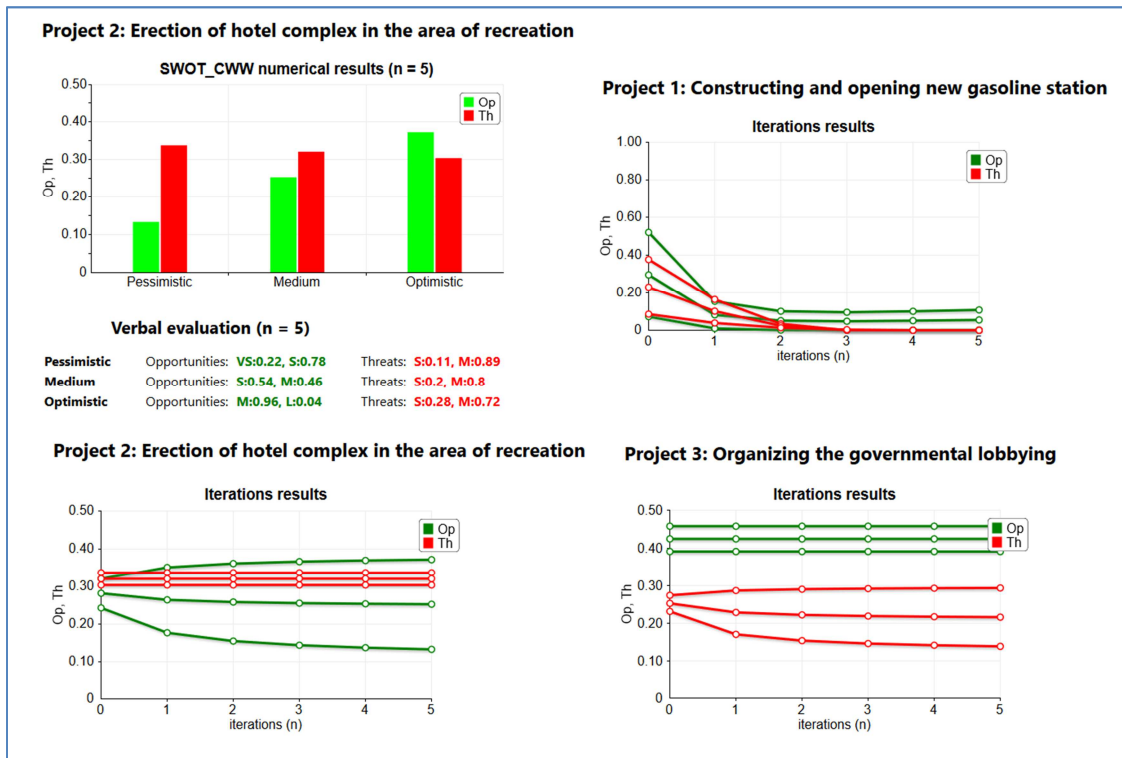 Project 2: Erection of hotel complex in the area of recreation
SWOT_CWW numerical results (n = 5)
0.50
0.40
0.30
0.20
0.10
0
Op, Th
Op
Th
Pessimistic Medium Optimistic
Verbal evaluation (n = 5)
Pessimistic Opportunities: VS:0.22, S:0.78 Threats: S:0.11, M:0.89
Medium Opportunities: S:0.54, M:0.46 Threats: S:0.2, M:0.8
Optimistic Opportunities: M:0.96, L:0.04 Threats: S:0.28, M:0.72
Project 1: Constructing and opening new gasoline station
Iterations results
1.00
0.80
0.60
0.40
0.20
0
Op, Th
Op
Th
0 1 2 3 4 5
iterations (n)
Project 2: Erection of hotel complex in the area of recreation
Iterations results
0.50
0.40
0.30
0.20
0.10
0
Op, Th
Op
Th
0 1 2 3 4 5
iterations (n)
Project 3: Organizing the governmental lobbying
Iterations results
0.50
0.40
0.30
0.20
0.10
0
Op, Th
Op
Th
0 1 2 3 4 5
iterations (n)